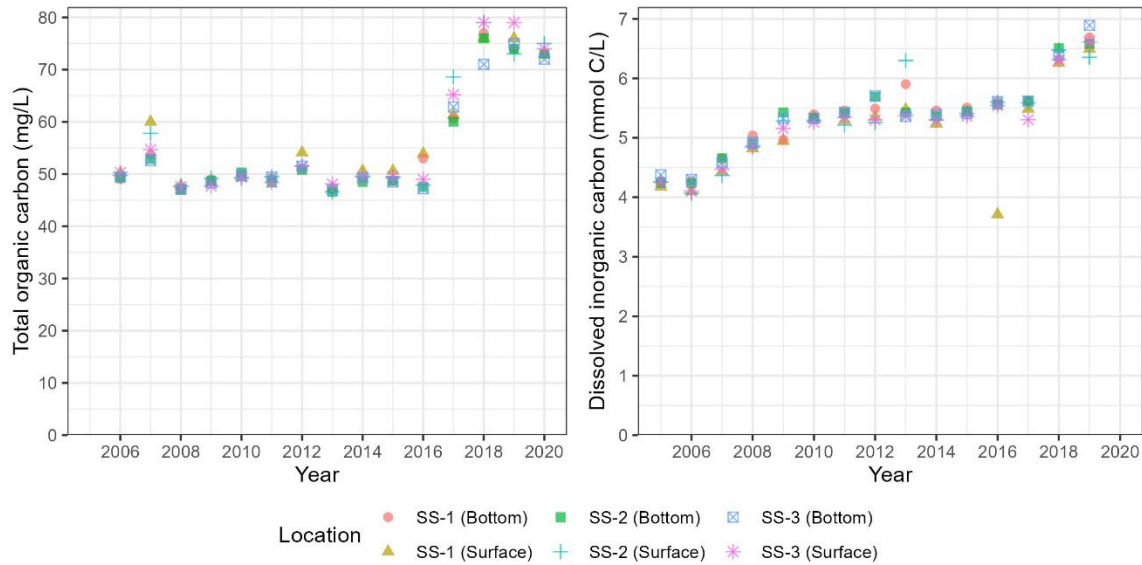 Total organic carbon (mg/L)
80
70
60
50
40
30
20
10
0
2006 2008 2010 2012 2014 2016 2018 2020
Year
Dissolved inorganic carbon (mmol C/L)
7
6
5
4
3
2
1
0
2006 2008 2010 2012 2014 2016 2018 2020
Year
Location
SS-1 (Bottom) SS-2 (Bottom) SS-3 (Bottom)
SS-1 (Surface) SS-2 (Surface) SS-3 (Surface)